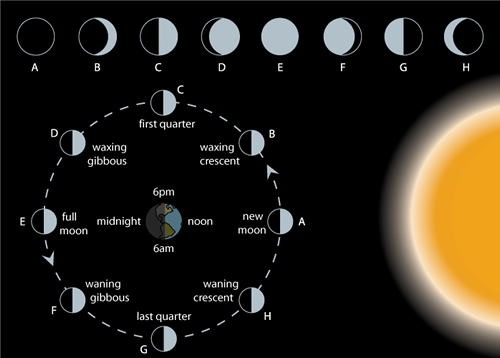 A B C D E F G H
C
first quarter
D
waxing
gibbous
B
waxing
crescent
6pm
E
full
moon
midnight
noon
new
moon
A
6am
F
waning
gibbous
waning
crescent
H
last quarter
G